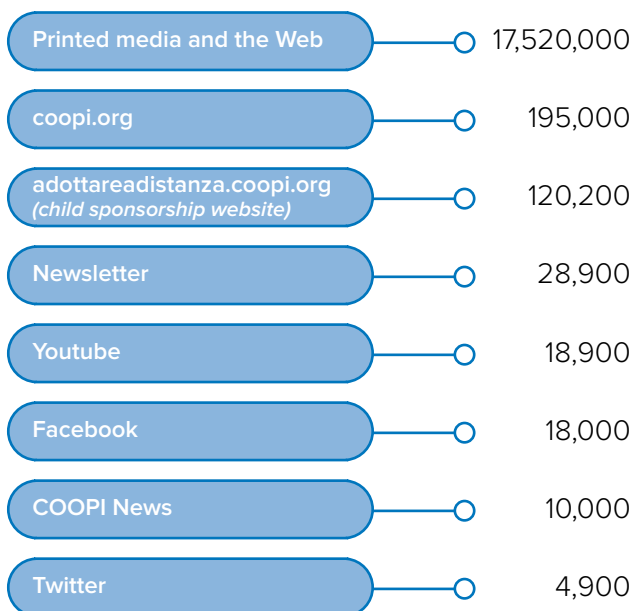 Printed media and the Web 17,520,000
coopi.org 195,000
adottareadistanza.coopi.org 120,200
(child sponsorship website)
Newsletter 28,900
Youtube 18,900
Facebook 18,000
COOPI News 10,000
Twitter 4,900